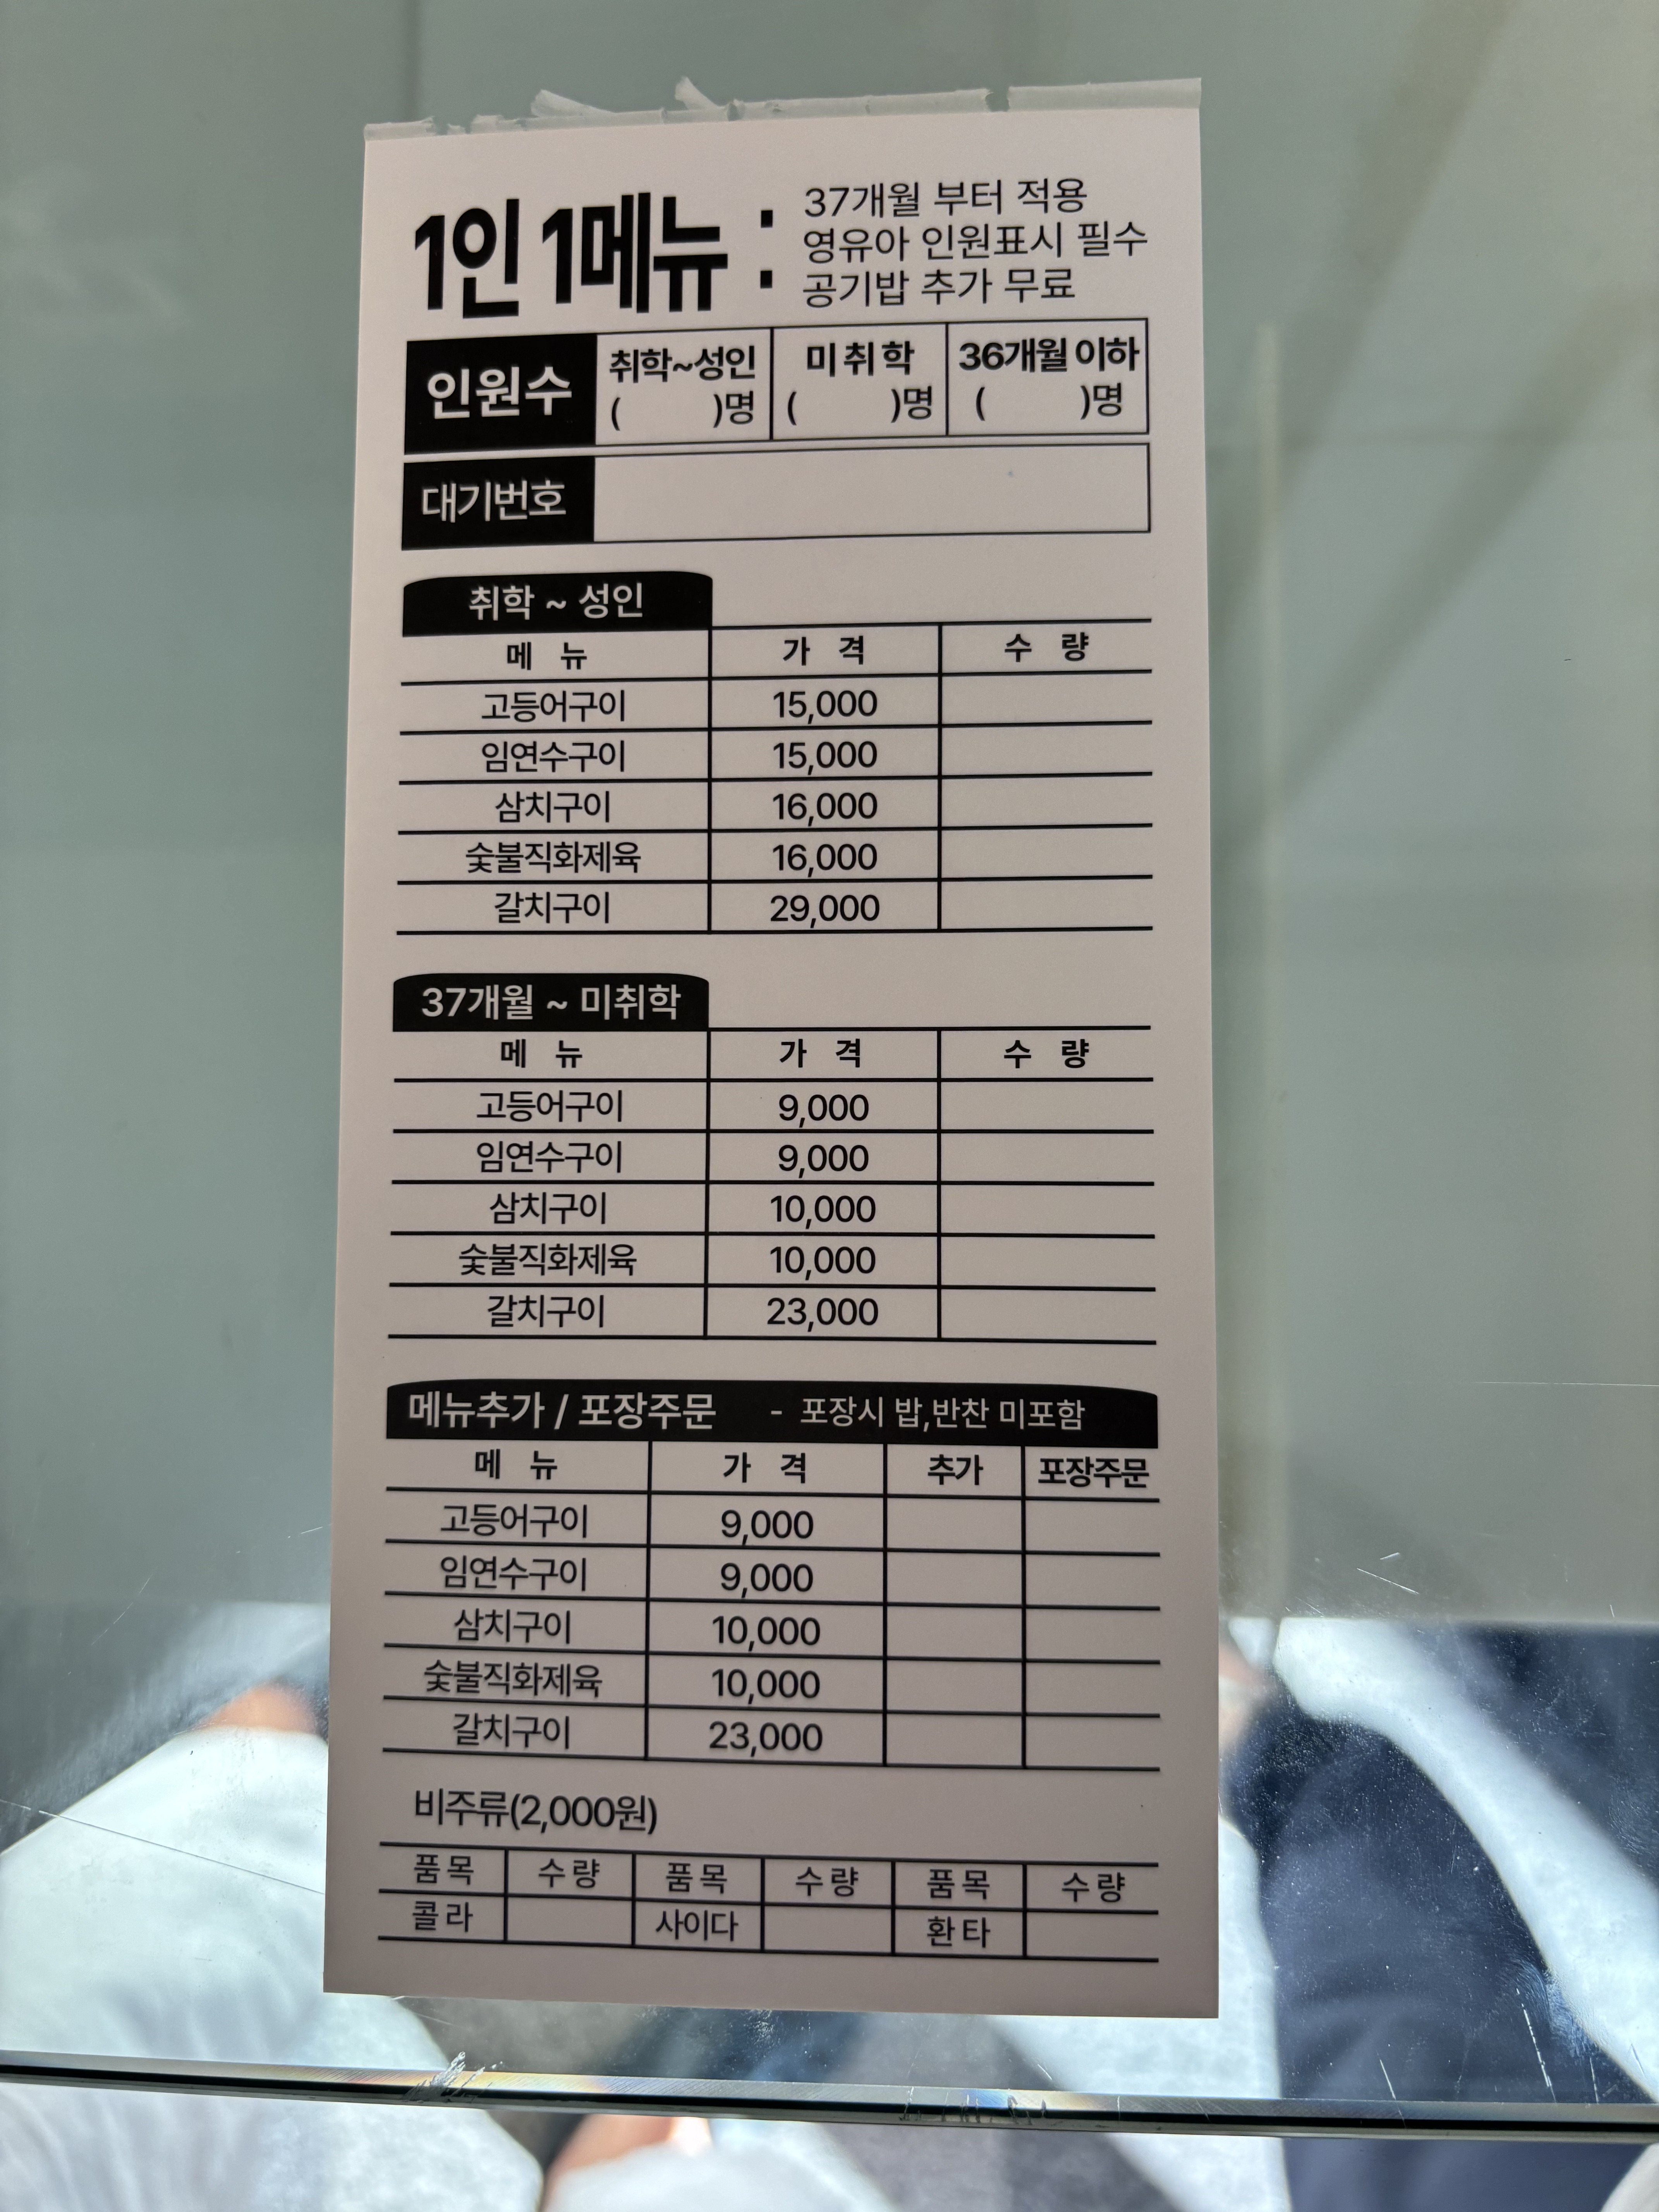 1인 1메뉴 :
37개월 부터 적용
영유아 인원표시 필수
공기밥 추가 무료
인원수 취학~성인 미취학 36개월 이하
( )명 ( )명 ( )명
대기번호
취학 ~ 성인
메 뉴 가 격 수 량
고등어구이 15,000
임연수구이 15,000
삼치구이 16,000
숯불직화제육 16,000
갈치구이 29,000
37개월 ~ 미취학
메 뉴 가 격 수 량
고등어구이 9,000
임연수구이 9,000
삼치구이 10,000
숯불직화제육 10,000
갈치구이 23,000
메뉴추가 / 포장주문 - 포장시 밥,반찬 미포함
메 뉴 가 격 추가 포장주문
고등어구이 9,000
임연수구이 9,000
삼치구이 10,000
숯불직화제육 10,000
갈치구이 23,000
비주류(2,000원)
품목 수량 품목 수량 품목 수량
콜라 사이다 환타